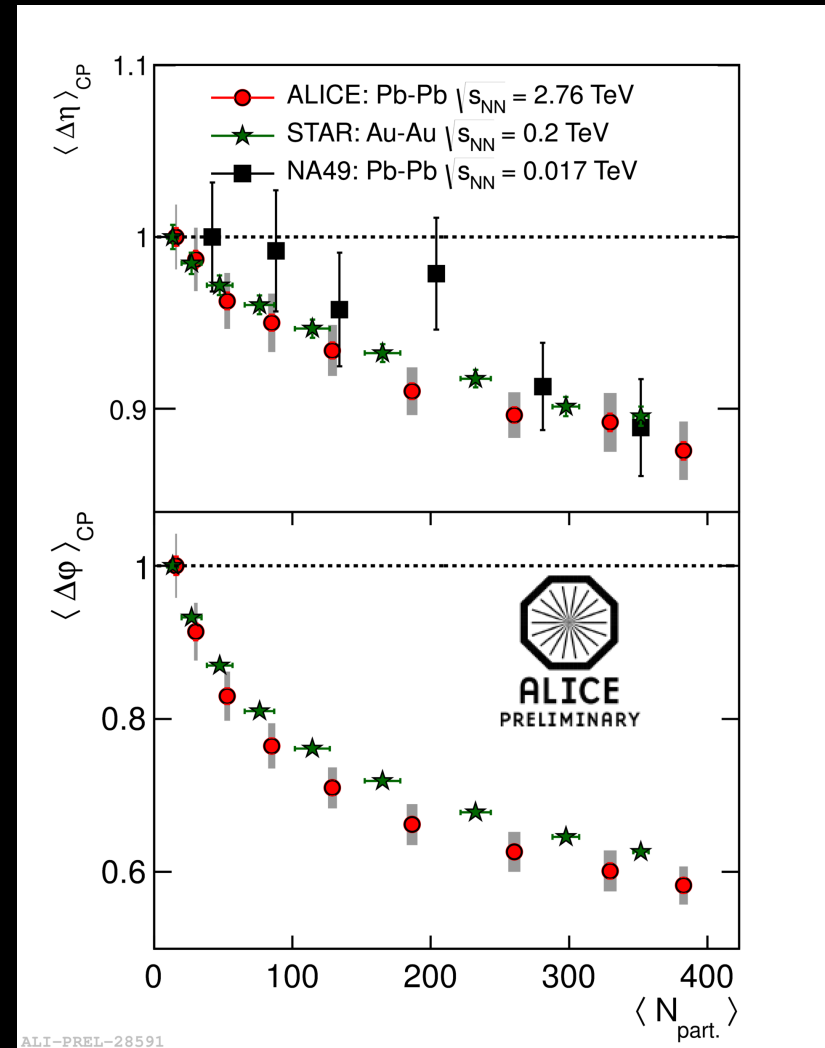 1.1
⟨Δη⟩CP
ALICE: Pb-Pb √sNN = 2.76 TeV
STAR: Au-Au √sNN = 0.2 TeV
NA49: Pb-Pb √sNN = 0.017 TeV
1
0.9
⟨Δφ⟩CP
1
ALICE
PRELIMINARY
0.8
0.6
0 100 200 300 400
⟨Npart.⟩
ALI-PREL-28591